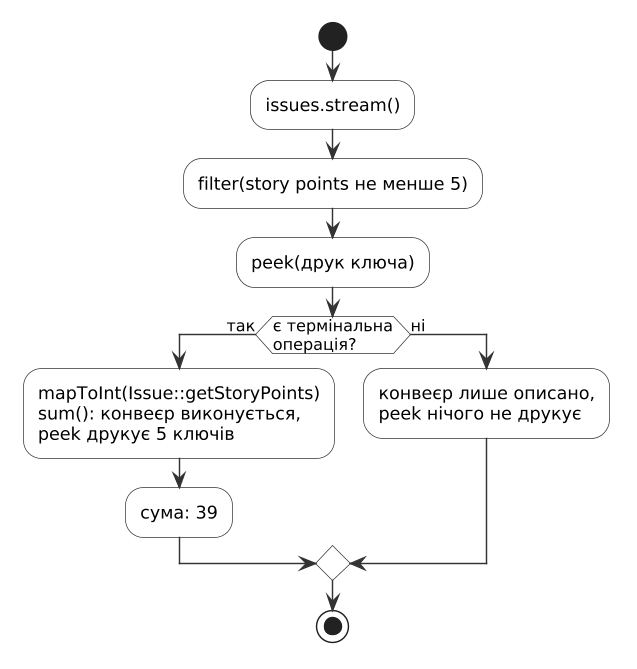 issues.stream()
filter(story points не менше 5)
peek(друк ключа)
є термінальна
операція?
так
ні
mapToInt(Issue::getStoryPoints)
sum(): конвеєр виконується,
peek друкує 5 ключів
сума: 39
конвеєр лише описано,
peek нічого не друкує